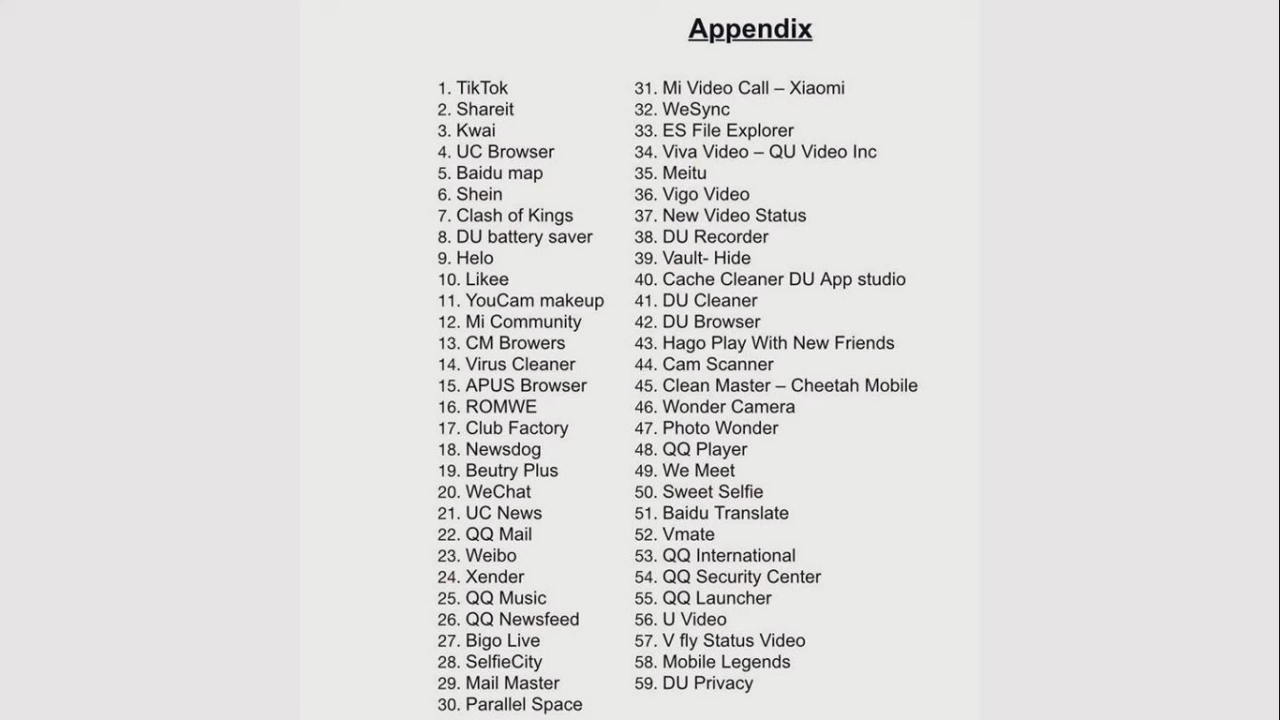 Appendix
1. TikTok
2. Shareit
3. Kwai
4. UC Browser
5. Baidu map
6. Shein
7. Clash of Kings
8. DU battery saver
9. Helo
10. Likee
11. YouCam makeup
12. Mi Community
13. CM Browers
14. Virus Cleaner
15. APUS Browser
16. ROMWE
17. Club Factory
18. Newsdog
19. Beutry Plus
20. WeChat
21. UC News
22. QQ Mail
23. Weibo
24. Xender
25. QQ Music
26. QQ Newsfeed
27. Bigo Live
28. SelfieCity
29. Mail Master
30. Parallel Space
31. Mi Video Call – Xiaomi
32. WeSync
33. ES File Explorer
34. Viva Video – QU Video Inc
35. Meitu
36. Vigo Video
37. New Video Status
38. DU Recorder
39. Vault- Hide
40. Cache Cleaner DU App studio
41. DU Cleaner
42. DU Browser
43. Hago Play With New Friends
44. Cam Scanner
45. Clean Master – Cheetah Mobile
46. Wonder Camera
47. Photo Wonder
48. QQ Player
49. We Meet
50. Sweet Selfie
51. Baidu Translate
52. Vmate
53. QQ International
54. QQ Security Center
55. QQ Launcher
56. U Video
57. V fly Status Video
58. Mobile Legends
59. DU Privacy